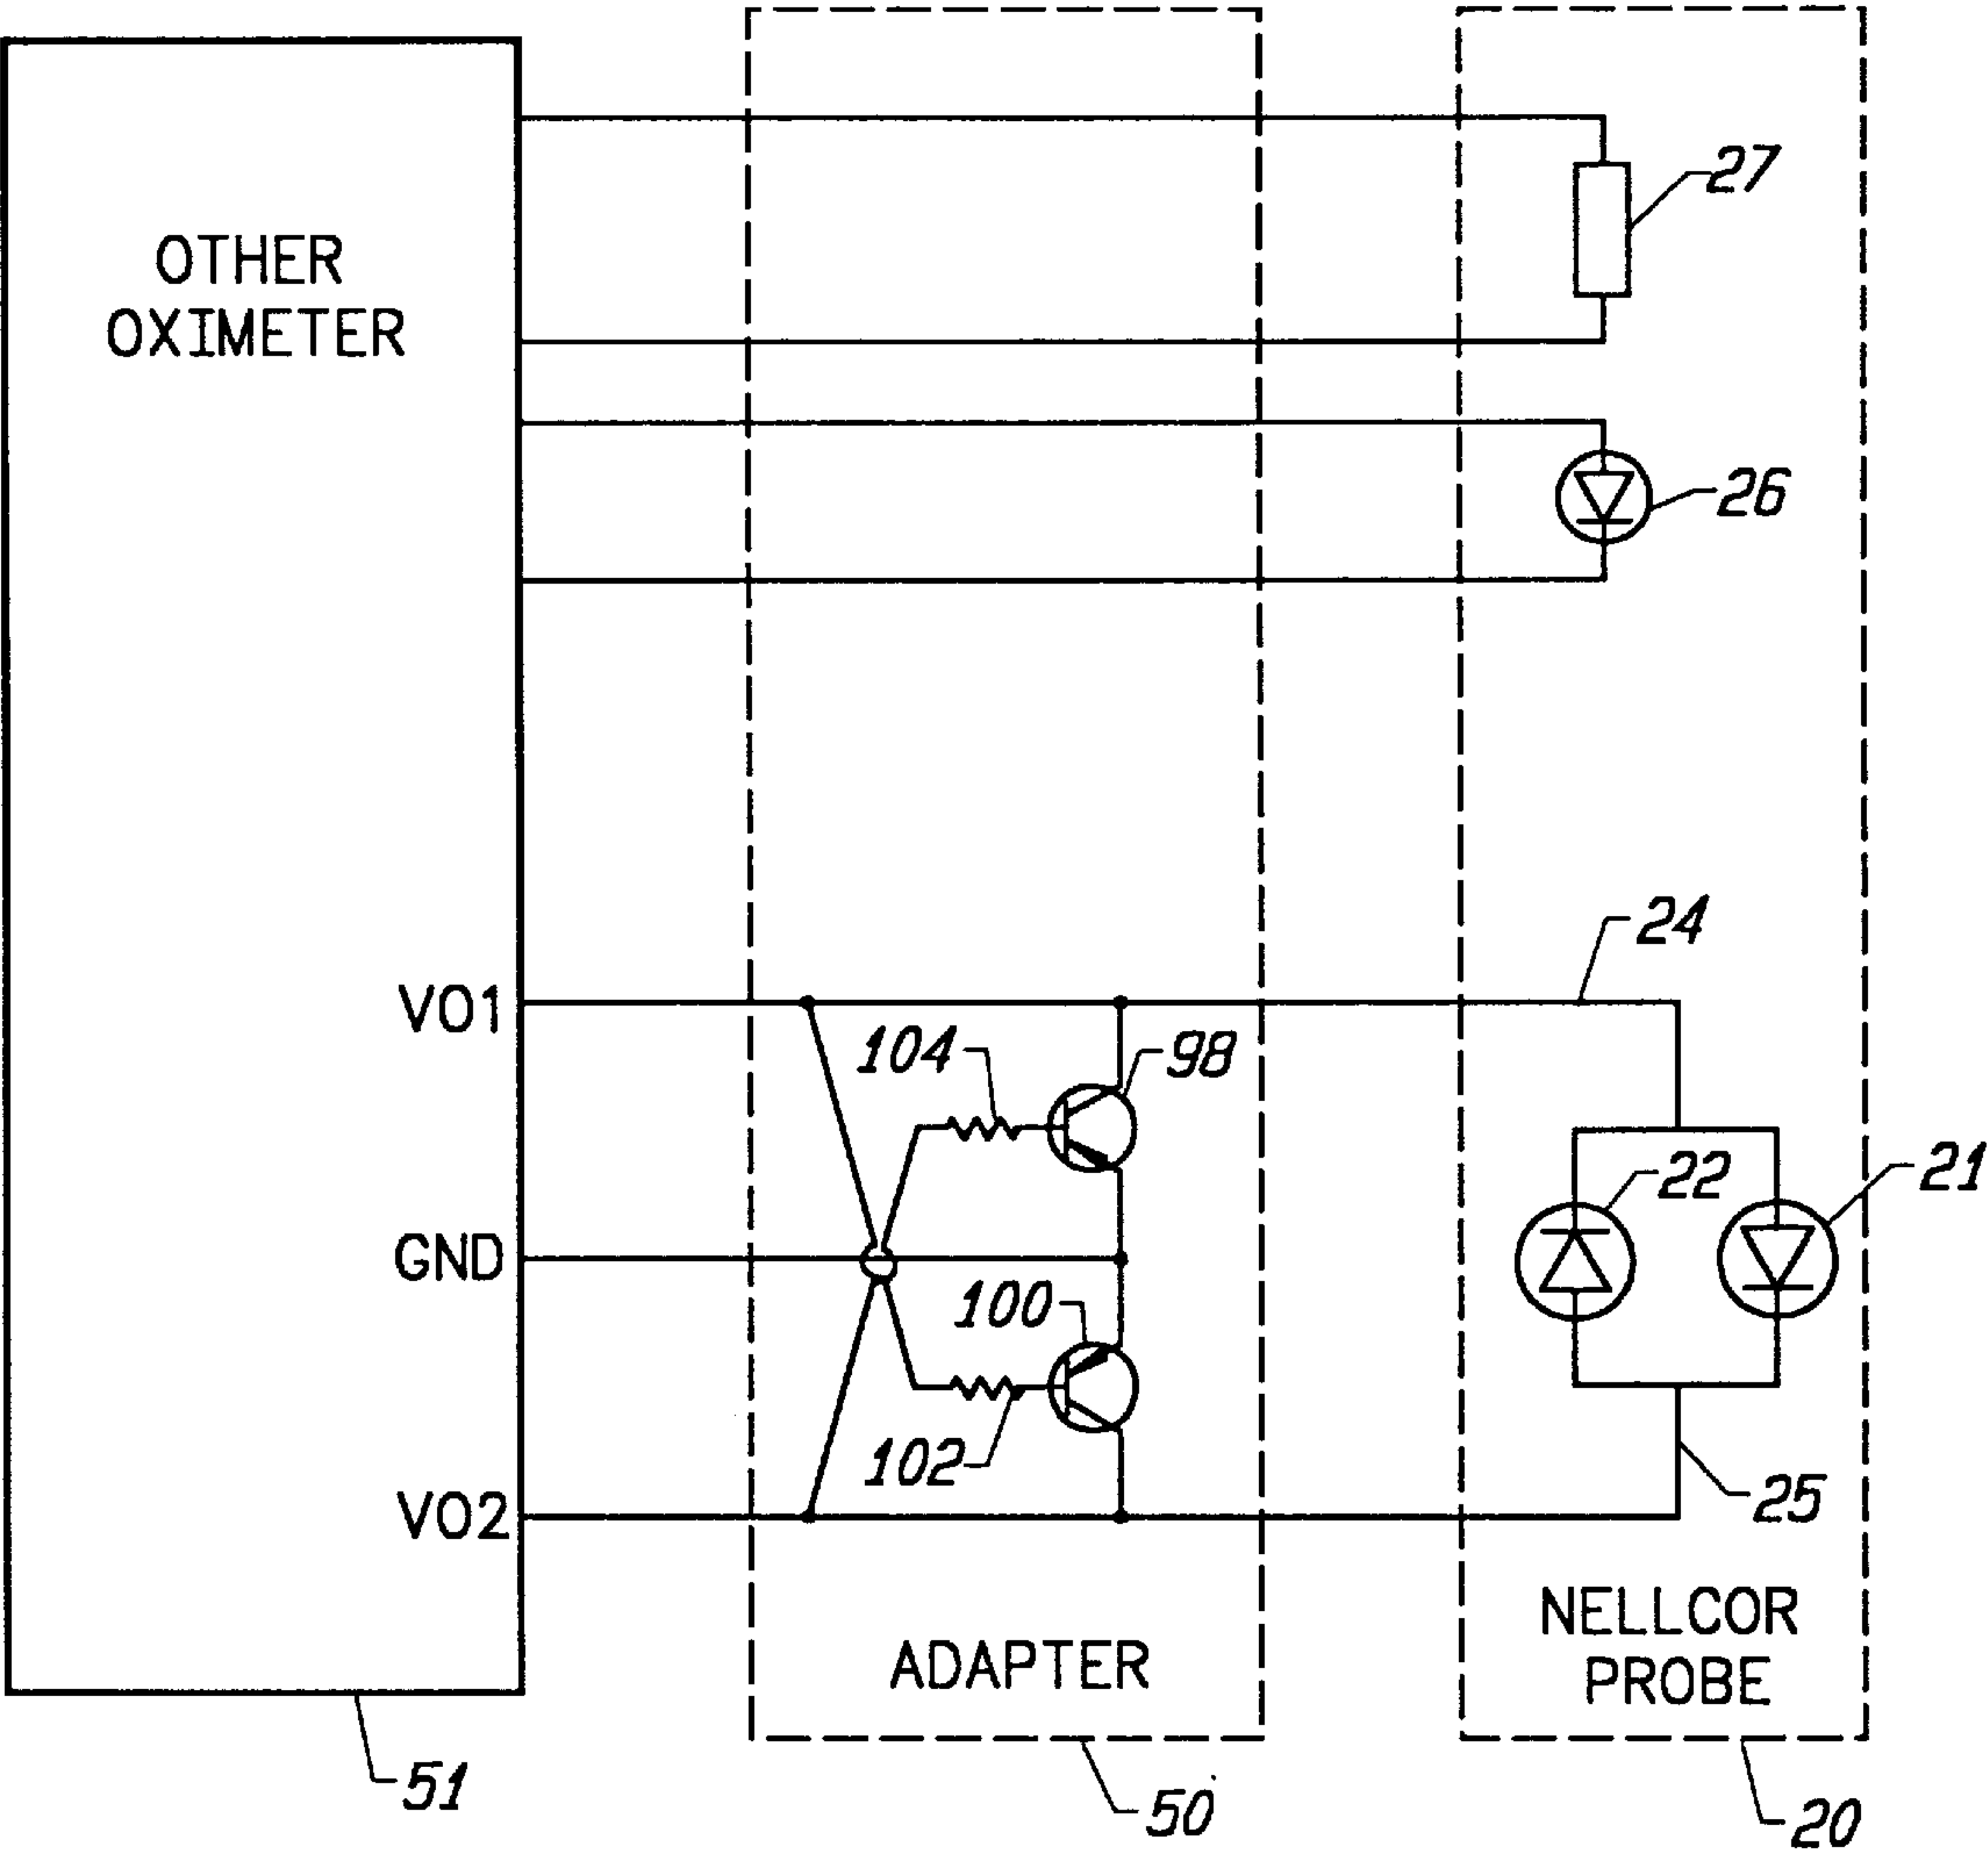 OTHER
OXIMETER
27
26
24
VO1
104
98
22
21
GND
100
102
VO2
25
NELLCOR
PROBE
ADAPTER
51
50
20